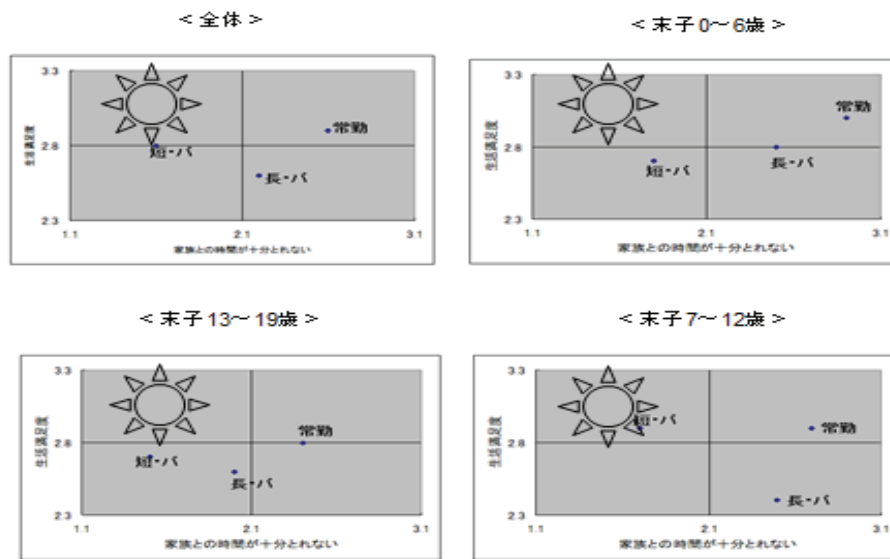 ＜全体＞
3.3
2.8
2.3
生活満足度
常勤
短・パ
長・パ
1.1
2.1
3.1
家族との時間が十分とれない
＜末子0～6歳＞
3.3
2.8
2.3
生活満足度
常勤
短・パ
長・パ
1.1
2.1
3.1
家族との時間が十分とれない
＜末子13～19歳＞
3.3
2.8
2.3
生活満足度
常勤
短・パ
長・パ
1.1
2.1
3.1
家族との時間が十分とれない
＜末子7～12歳＞
3.3
2.8
2.3
生活満足度
短・パ
常勤
長・パ
1.1
2.1
3.1
家族との時間が十分とれない